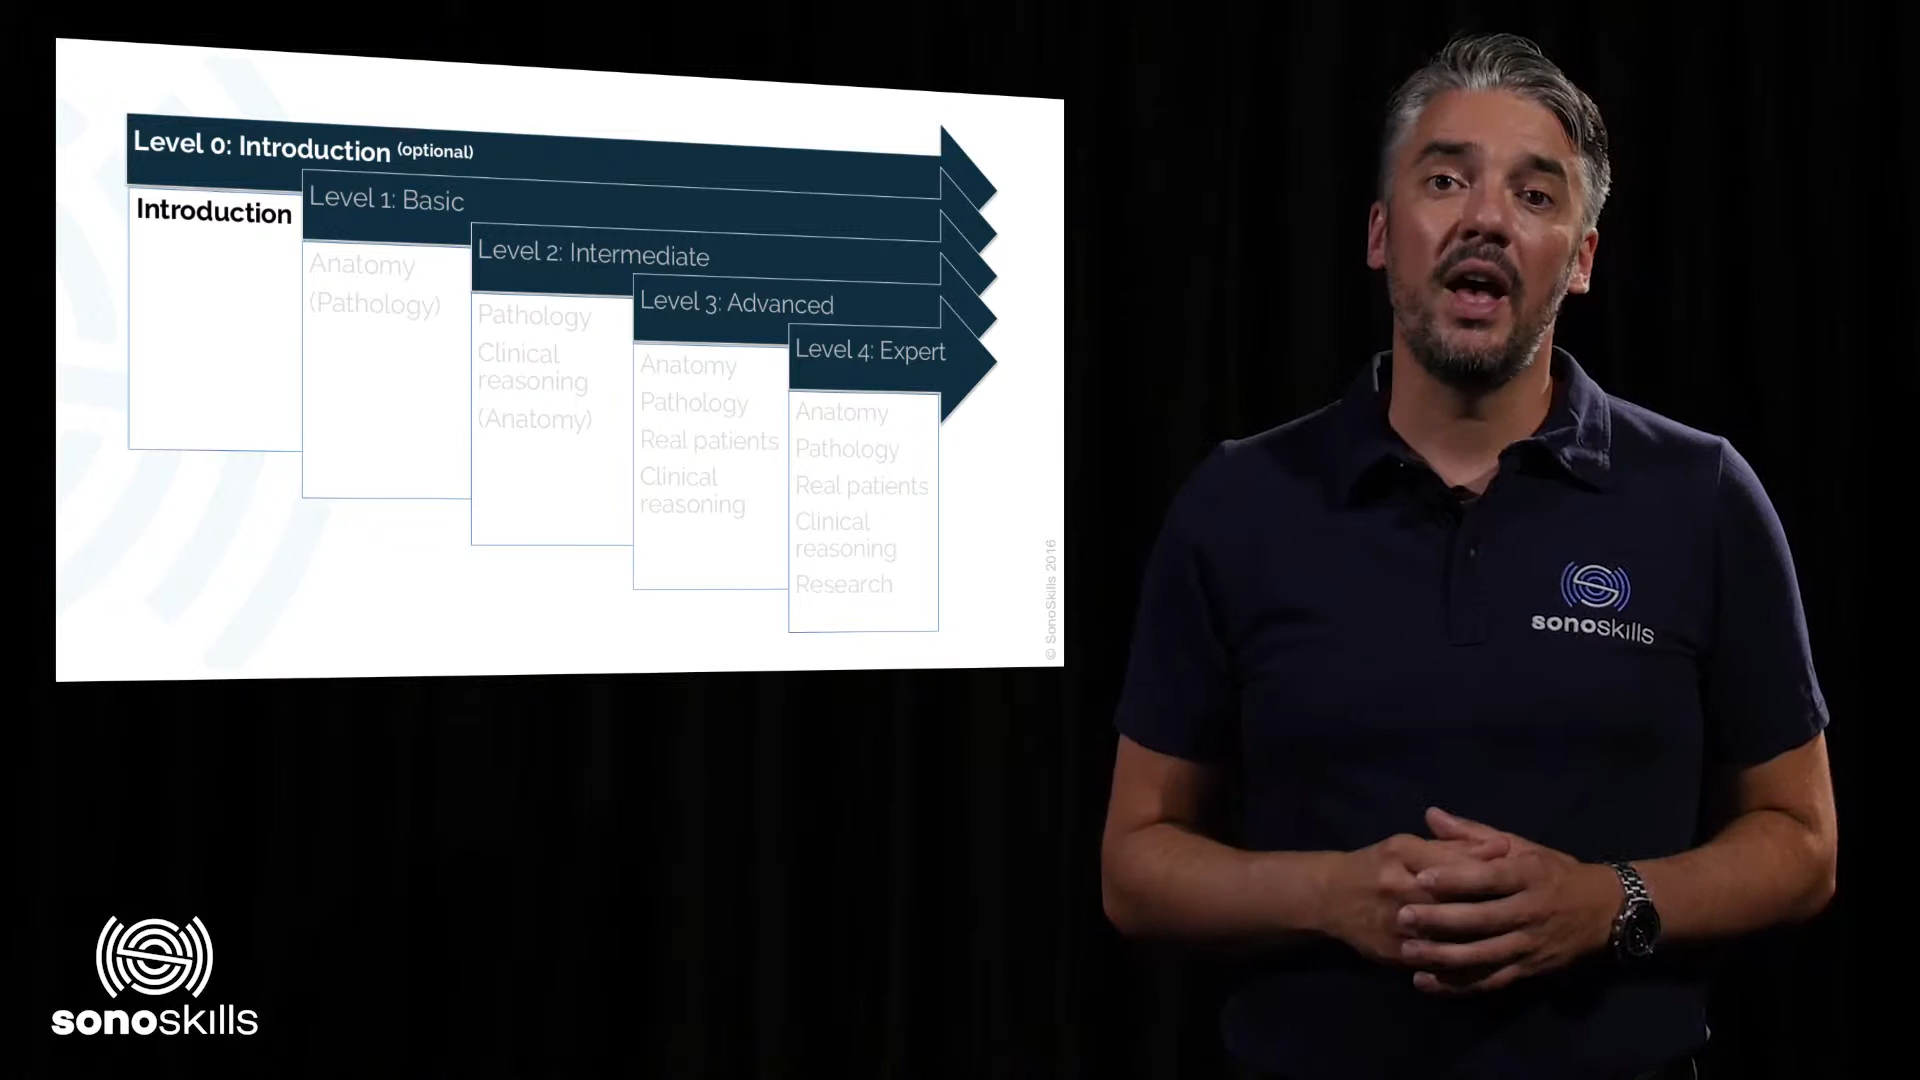 Level 0: Introduction (optional)
Introduction
Level 1: Basic
Anatomy
(Pathology)
Level 2: Intermediate
Pathology
Clinical
reasoning
(Anatomy)
Level 3: Advanced
Anatomy
Pathology
Real patients
Clinical
reasoning
Level 4: Expert
Anatomy
Pathology
Real patients
Clinical
reasoning
Research
© SonoSkills 2016
sonoskills
sonoskills